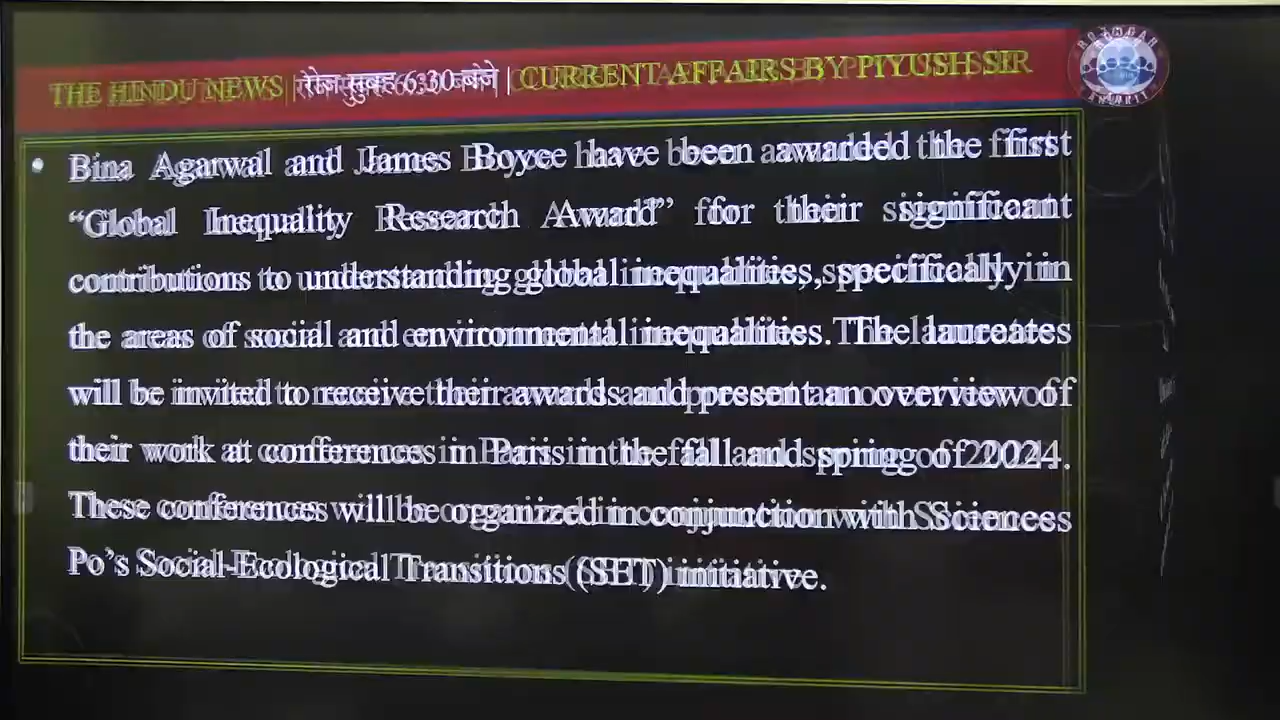 THE HINDU NEWS | रोज सुबह 6:30 बजे | CURRENT AFFAIRS BY PIYUSH SIR
ROJGAR
WITH
ANKIT
• Bina Agarwal and James Boyce have been awarded the first
“Global Inequality Research Award” for their significant
contributions to understanding global inequalities, specifically in
the areas of social and environmental inequalities. The laureates
will be invited to receive their awards and present an overview of
their work at conferences in Paris in the fall and spring of 2024.
These conferences will be organized in conjunction with Sciences
Po’s Social-Ecological Transitions (SET) initiative.